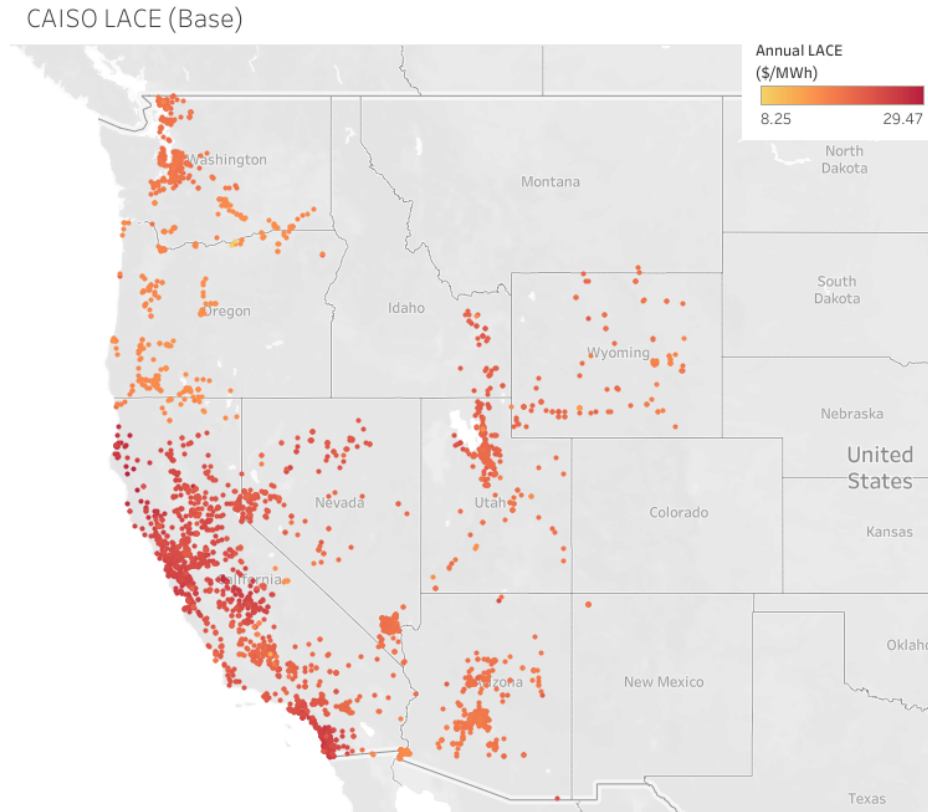 CAISO LACE (Base)
Annual LACE
($/MWh)
8.25 29.47
Washington
Montana
North
Dakota
Oregon
Idaho
South
Dakota
Wyoming
Nebraska
United
States
Nevada
Utah
Colorado
Kansas
California
Oklaho
Arizona
New Mexico
Texas